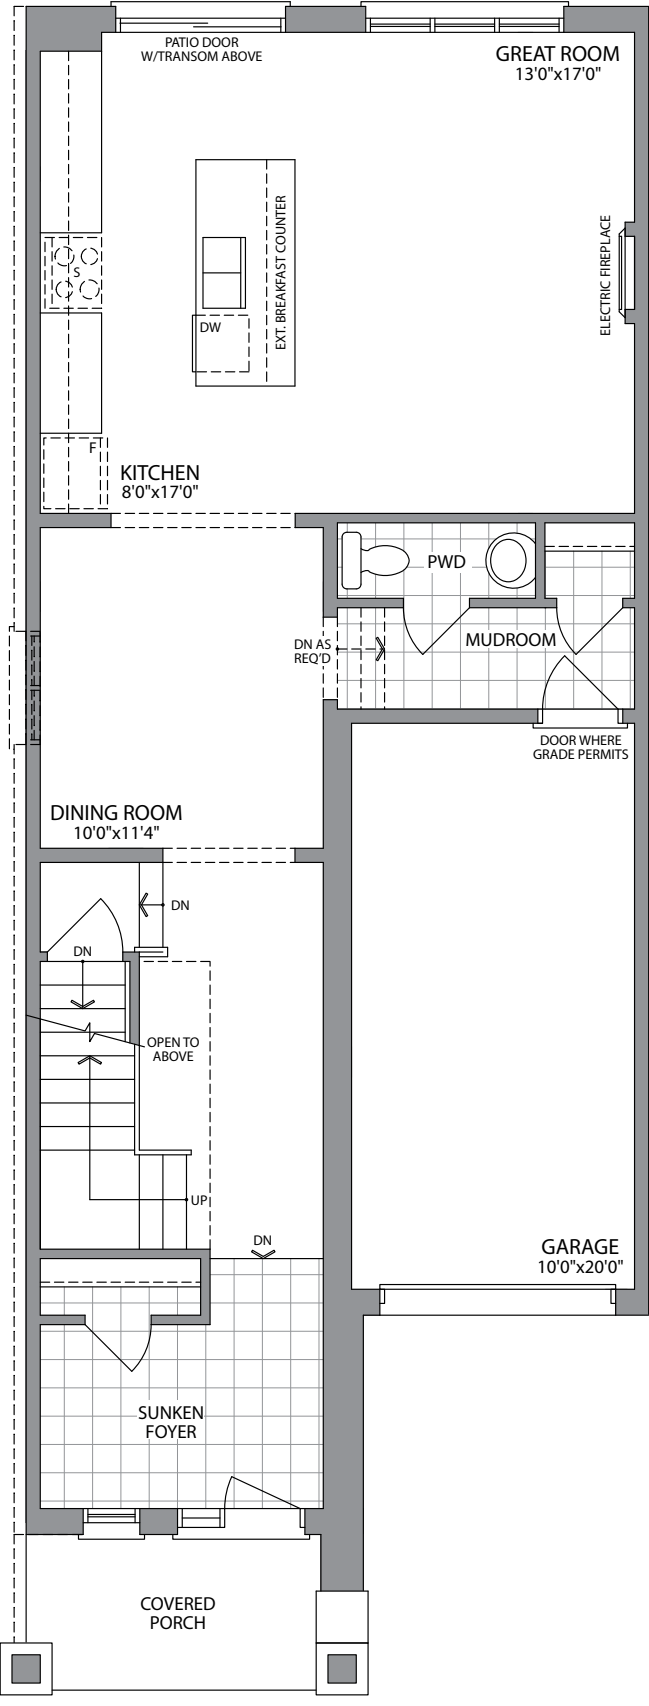 PATIO DOOR
W/TRANSOM ABOVE
GREAT ROOM
13'0"x17'0"
EXT. BREAKFAST COUNTER
ELECTRIC FIREPLACE
S
DW
F
KITCHEN
8'0"x17'0"
PWD
DN AS
REQ'D
MUDROOM
DOOR WHERE
GRADE PERMITS
DINING ROOM
10'0"x11'4"
DN
DN
OPEN TO
ABOVE
UP
DN
GARAGE
10'0"x20'0"
SUNKEN
FOYER
COVERED
PORCH